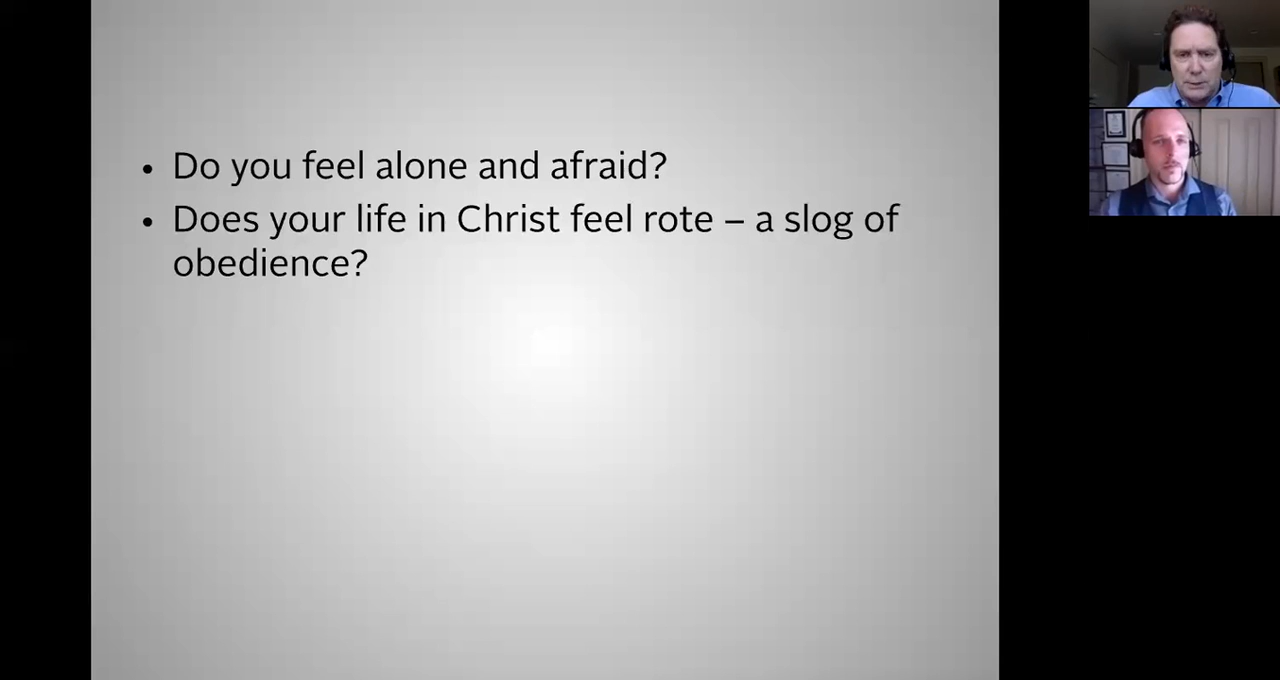 • Do you feel alone and afraid?
• Does your life in Christ feel rote – a slog of
obedience?